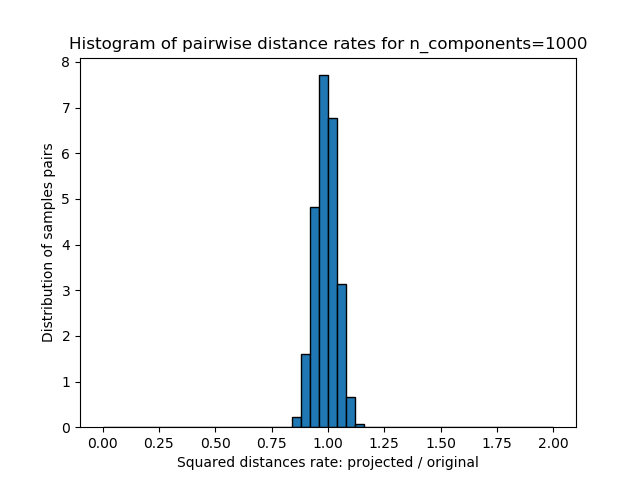 Histogram of pairwise distance rates for n_components=1000
Distribution of samples pairs
8
7
6
5
4
3
2
1
0
0.00 0.25 0.50 0.75 1.00 1.25 1.50 1.75 2.00
Squared distances rate: projected / original